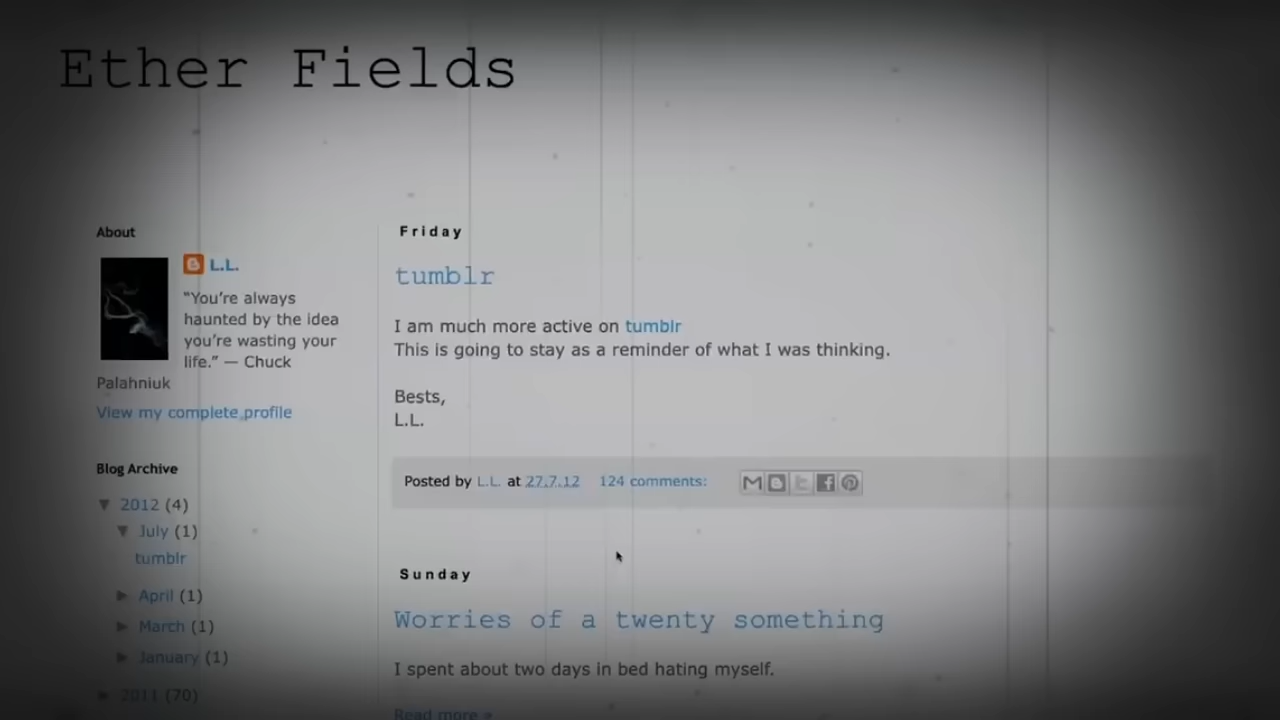 Ether Fields
About
L.L.
"You're always
haunted by the idea
you're wasting your
life." — Chuck
Palahniuk
View my complete profile
Blog Archive
▼ 2012 (4)
▼ July (1)
tumblr
► April (1)
► March (1)
► January (1)
► 2011 (70)
Friday
tumblr
I am much more active on tumblr
This is going to stay as a reminder of what I was thinking.
Bests,
L.L.
Posted by L.L. at 27.7.12 124 comments:
Sunday
Worries of a twenty something
I spent about two days in bed hating myself.
Read more »